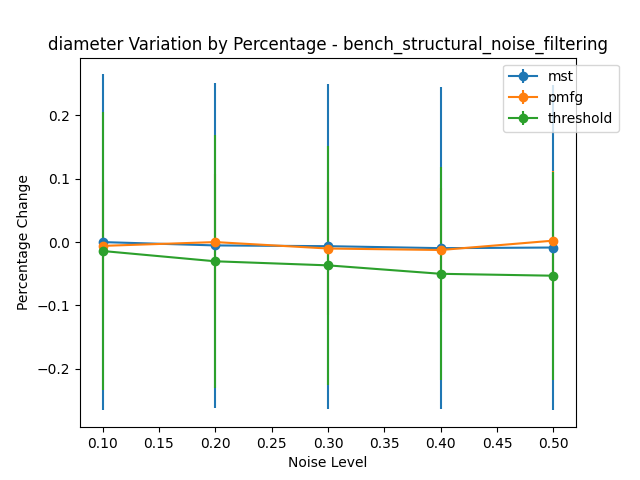 diameter Variation by Percentage - bench_structural_noise_filtering
mst
pmfg
threshold
Percentage Change
0.2
0.1
0.0
−0.1
−0.2
0.10
0.15
0.20
0.25
0.30
0.35
0.40
0.45
0.50
Noise Level